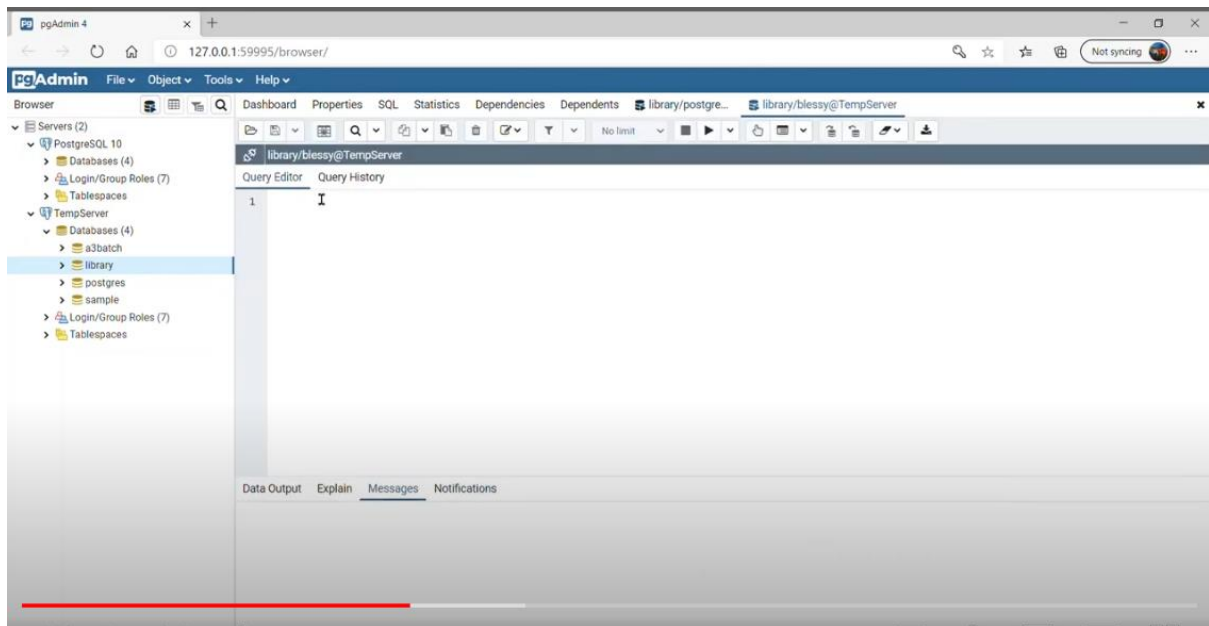 pgAdmin 4
127.0.0.1:59995/browser/
Not syncing
PgAdmin File Object Tools Help
Browser
Dashboard Properties SQL Statistics Dependencies Dependents library/postgre... library/blessy@TempServer
Servers (2)
PostgreSQL 10
Databases (4)
Login/Group Roles (7)
Tablespaces
TempServer
Databases (4)
a3batch
library
postgres
sample
Login/Group Roles (7)
Tablespaces
No limit
library/blessy@TempServer
Query Editor Query History
1
Data Output Explain Messages Notifications